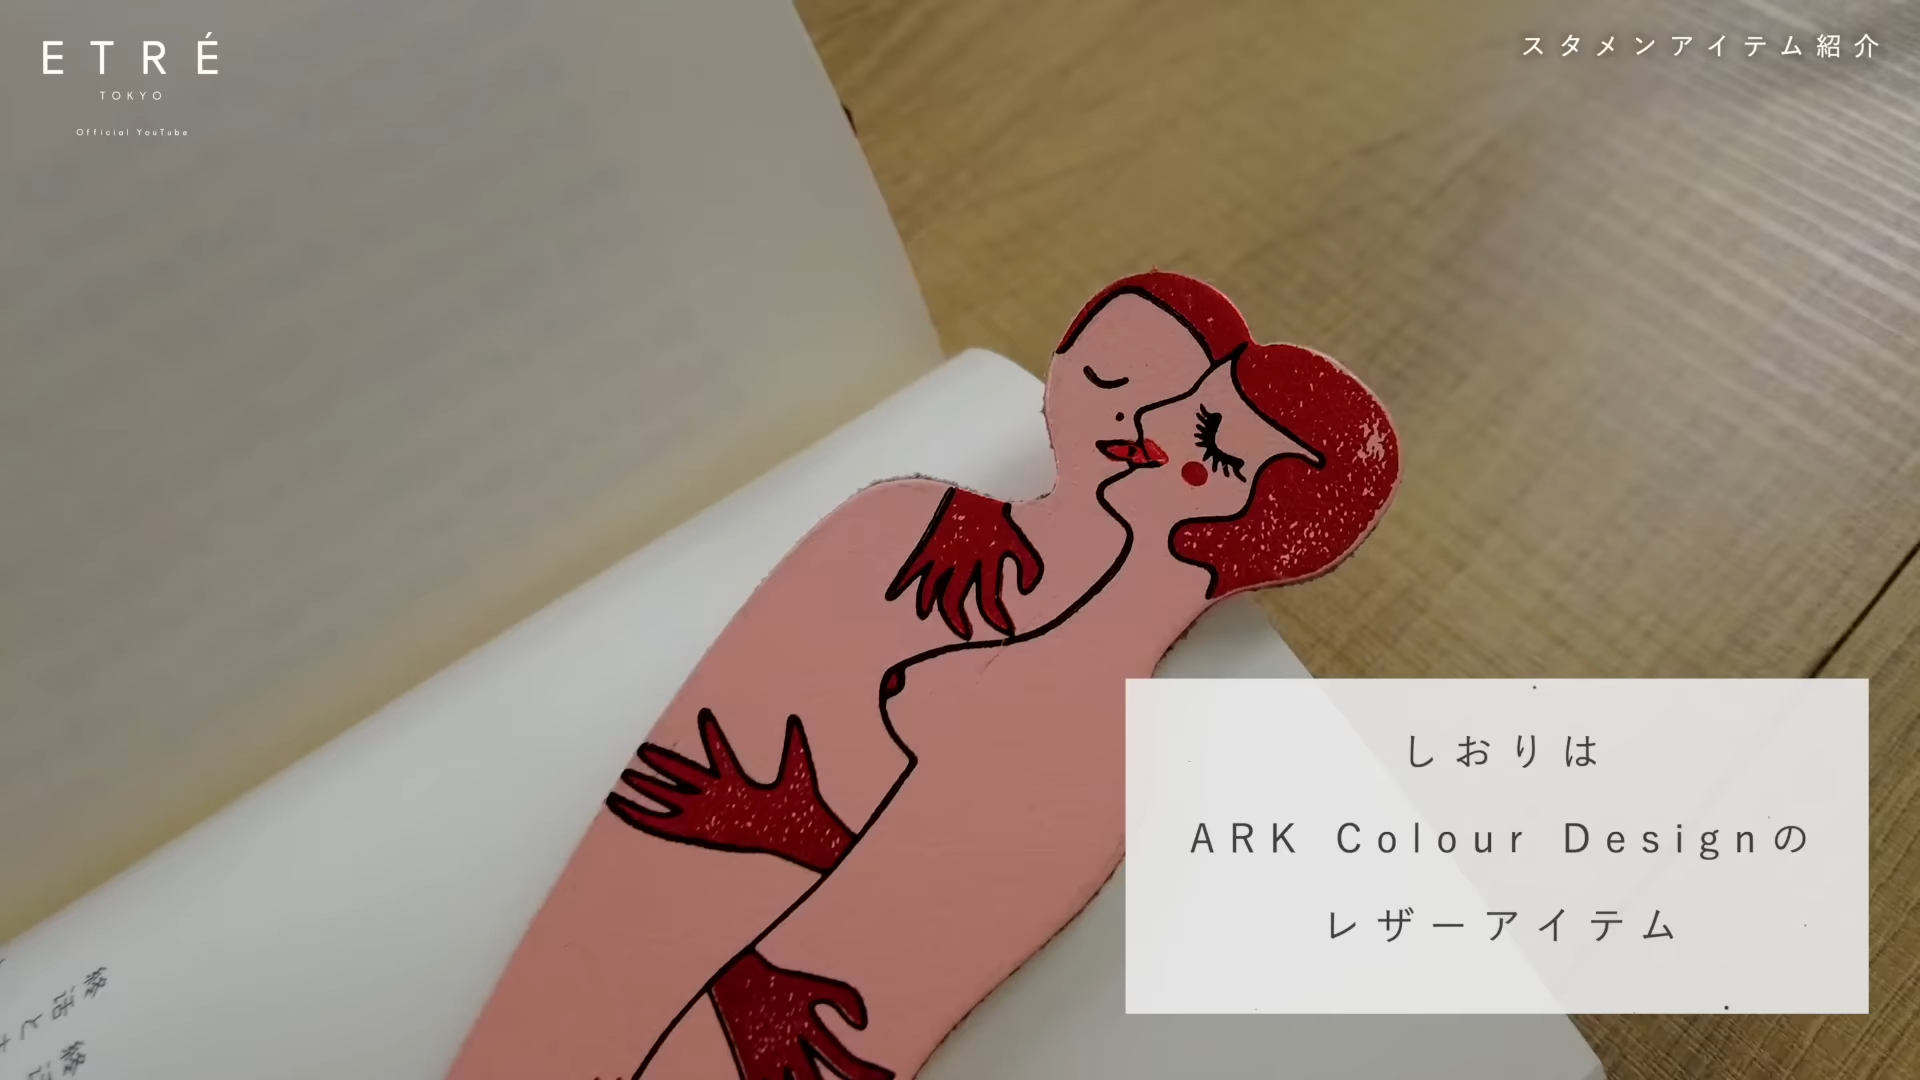 ETRÉ
TOKYO
Official YouTube
スタメンアイテム紹介
しおりは
ARK Colour Designの
レザーアイテム